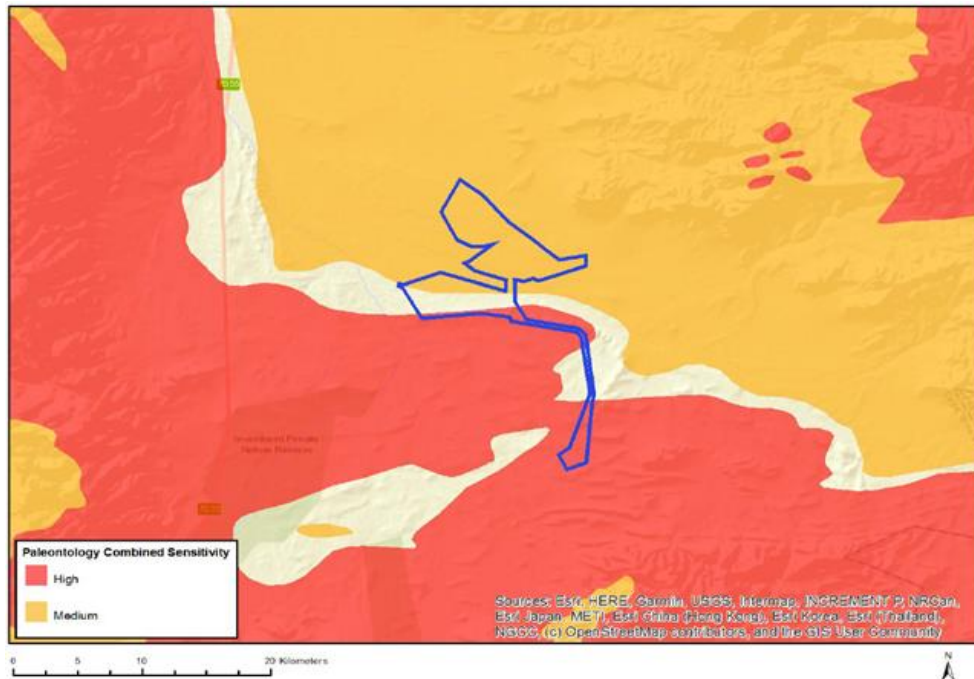 Paleontology Combined Sensitivity
High
Medium
Sources: Esri, HERE, Garmin, USGS, Intermap, INCREMENT P, NRCan,
Esri Japan, METI, Esri China (Hong Kong), Esri Korea, Esri (Thailand),
NGCC, (c) OpenStreetMap contributors, and the GIS User Community
0 5 10 20 Kilometers
N